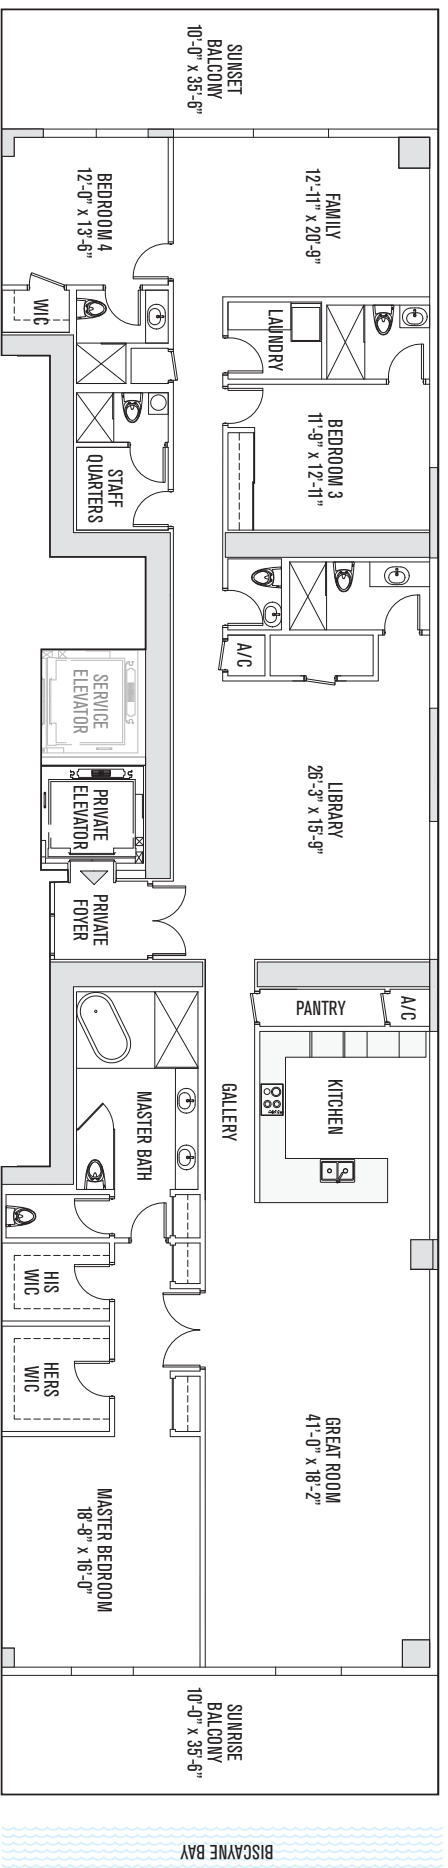 SUNSET
BALCONY
10'-0" x 35'-6"
FAMILY
12'-11" x 20'-9"
BEDROOM 4
12'-0" x 13'-6"
WIC
LAUNDRY
BEDROOM 3
11'-9" x 12'-11"
STAFF
QUARTERS
A/C
SERVICE
ELEVATOR
LIBRARY
26'-3" x 15'-9"
PRIVATE
ELEVATOR
PRIVATE
FOYER
PANTRY
A/C
KITCHEN
GALLERY
MASTER BATH
HIS
WIC
HERS
WIC
GREAT ROOM
41'-0" x 18'-2"
MASTER BEDROOM
18'-8" x 16'-0"
SUNRISE
BALCONY
10'-0" x 35'-6"
BISCAYNE BAY